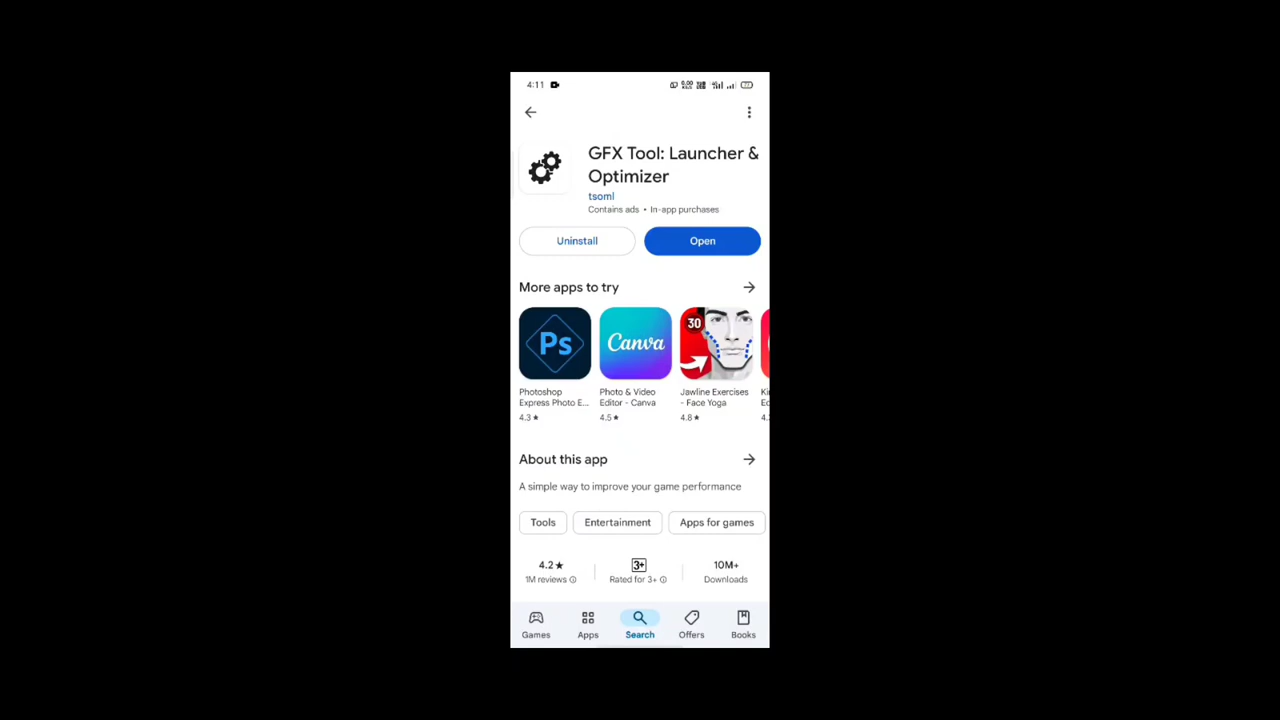 4:11
GFX Tool: Launcher &
Optimizer
tsoml
Contains ads • In-app purchases
Uninstall
Open
More apps to try
Ps
Canva
30
Photoshop
Express Photo E...
4.3★
Photo & Video
Editor - Canva
4.5★
Jawline Exercises
- Face Yoga
4.8★
About this app
A simple way to improve your game performance
Tools
Entertainment
Apps for games
4.2★
1M reviews
3+
Rated for 3+
10M+
Downloads
Games
Apps
Search
Offers
Books